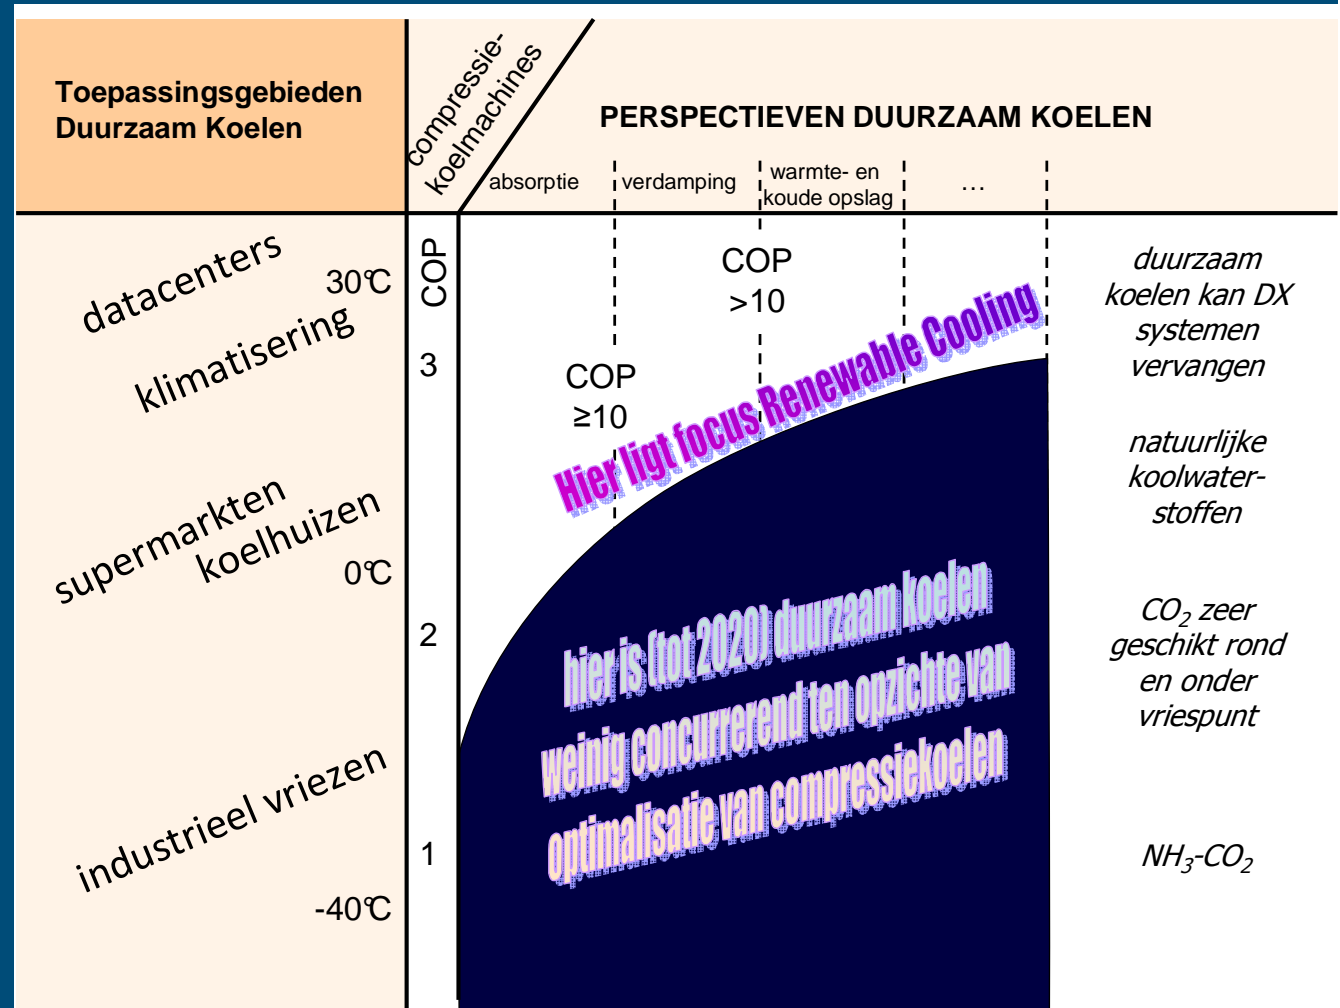 Toepassingsgebieden
Duurzaam Koelen
compressie-
koelmachines
PERSPECTIEVEN DUURZAAM KOELEN
absorptie
verdamping
warmte- en
koude opslag
…
datacenters
30°C
klimatisering
supermarkten
koelhuizen
0°C
industrieel vriezen
-40°C
COP
3
2
1
COP
>10
COP
≥10
Hier ligt focus Renewable Cooling
hier is (tot 2020) duurzaam koelen
weinig concurrerend ten opzichte van
optimalisatie van compressiekoelen
duurzaam
koelen kan DX
systemen
vervangen
natuurlijke
koolwater-
stoffen
CO₂ zeer
geschikt rond
en onder
vriespunt
NH₃-CO₂